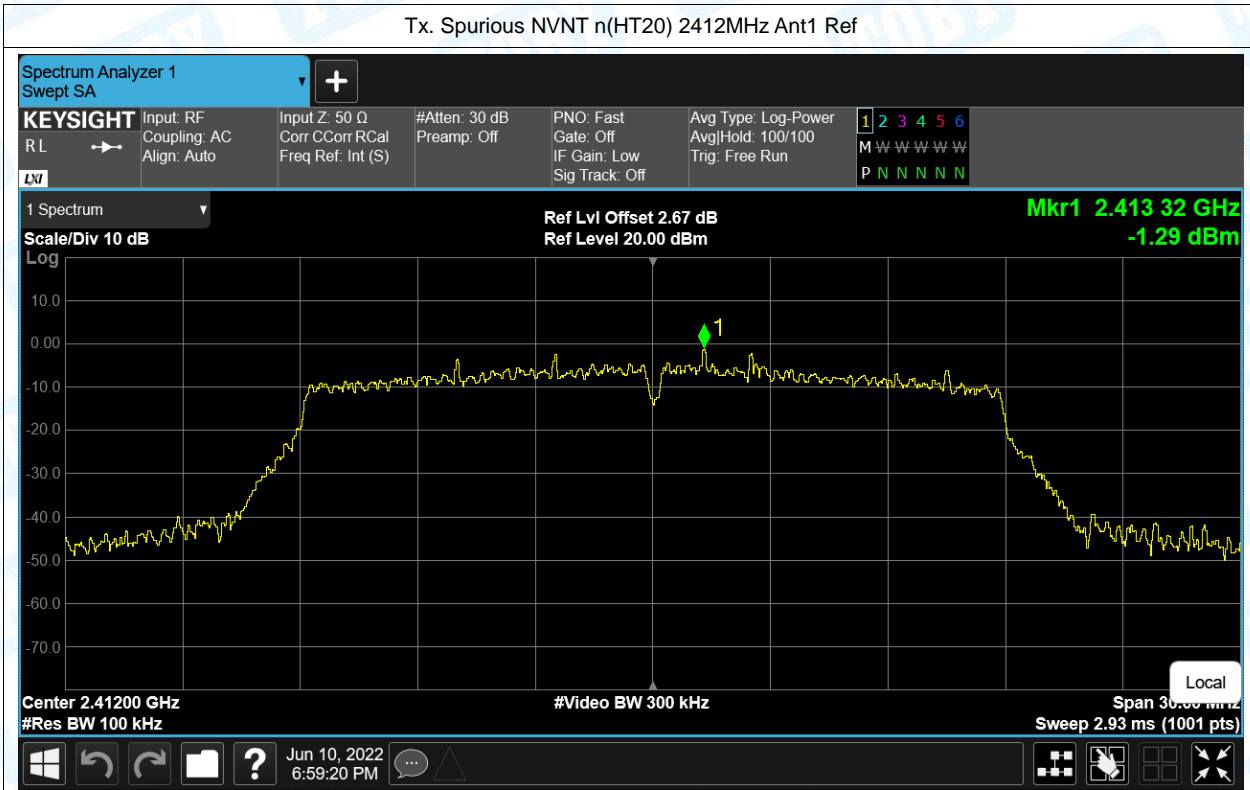 Tx. Spurious NVNT n(HT20) 2412MHz Ant1 Ref
Spectrum Analyzer 1
Swept SA
KEYSIGHT
R L
LXI
Input: RF
Coupling: AC
Align: Auto
Input Z: 50 Ω
Corr CCorr RCal
Freq Ref: Int (S)
#Atten: 30 dB
Preamp: Off
PNO: Fast
Gate: Off
IF Gain: Low
Sig Track: Off
Avg Type: Log-Power
Avg|Hold: 100/100
Trig: Free Run
1 2 3 4 5 6
M W W W W W
P N N N N N
1 Spectrum
Scale/Div 10 dB
Log
Ref Lvl Offset 2.67 dB
Ref Level 20.00 dBm
Mkr1 2.413 32 GHz
-1.29 dBm
10.0
0.00
-10.0
-20.0
-30.0
-40.0
-50.0
-60.0
-70.0
1
Center 2.41200 GHz
#Res BW 100 kHz
#Video BW 300 kHz
Local
Span 30.00 MHz
Sweep 2.93 ms (1001 pts)
?
Jun 10, 2022
6:59:20 PM